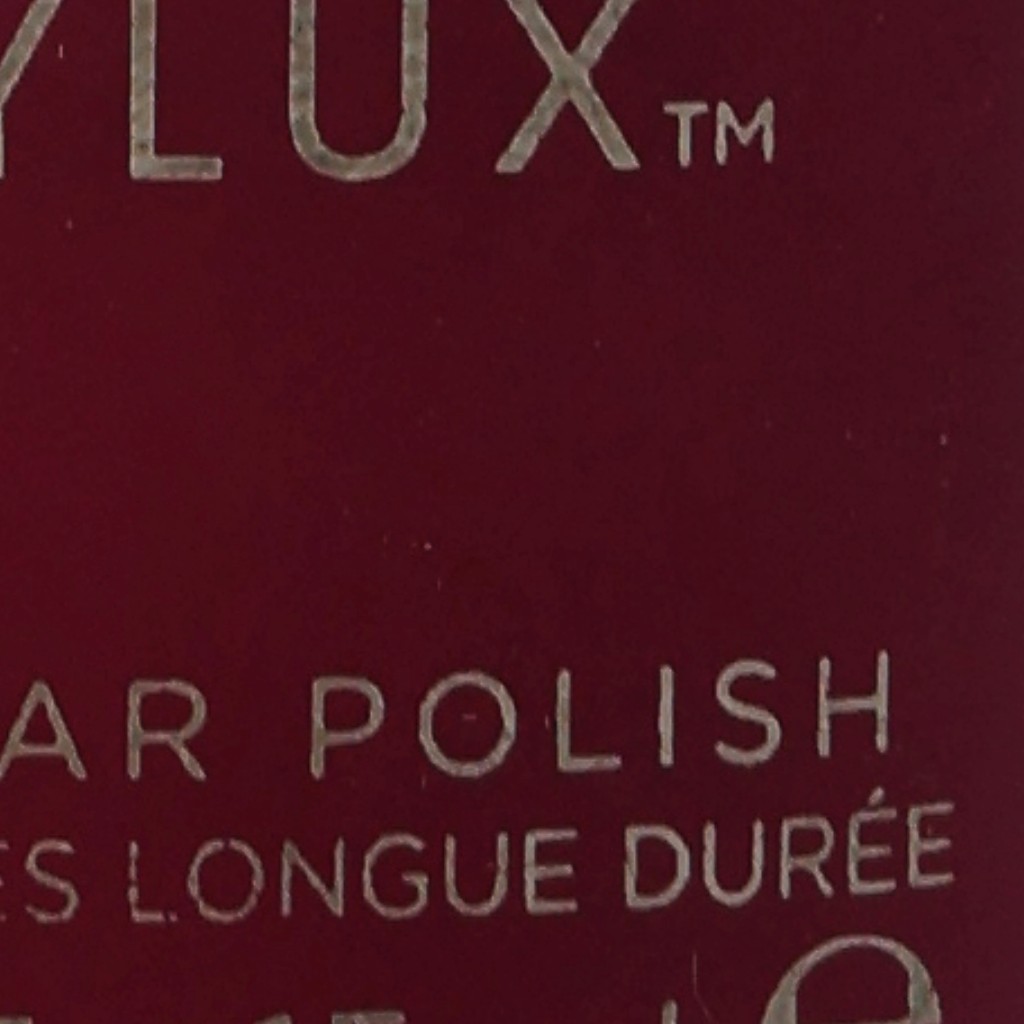 YLUX™
AR POLISH
ES LONGUE DURÉE